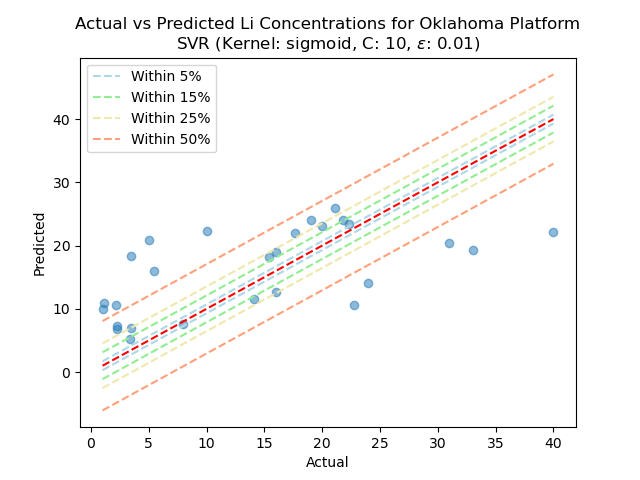 Actual vs Predicted Li Concentrations for Oklahoma Platform
SVR (Kernel: sigmoid, C: 10, ε: 0.01)
Within 5%
Within 15%
Within 25%
Within 50%
Predicted
40
30
20
10
0
0 5 10 15 20 25 30 35 40
Actual